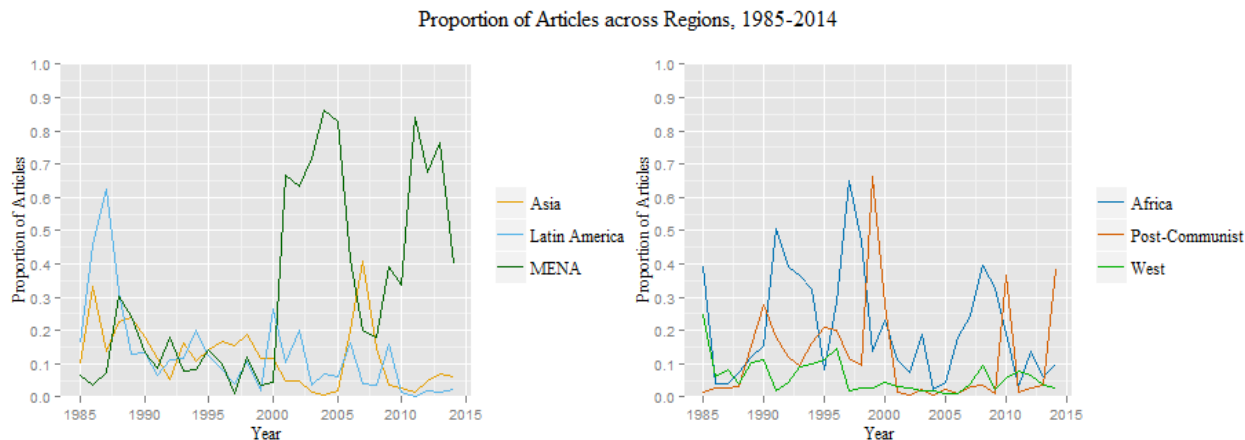 Proportion of Articles across Regions, 1985-2014
1.0
0.9
0.8
0.7
0.6
0.5
0.4
0.3
0.2
0.1
0.0
Proportion of Articles
1985 1990 1995 2000 2005 2010 2015
Year
Asia
Latin America
MENA
1.0
0.9
0.8
0.7
0.6
0.5
0.4
0.3
0.2
0.1
0.0
Proportion of Articles
1985 1990 1995 2000 2005 2010 2015
Year
Africa
Post-Communist
West